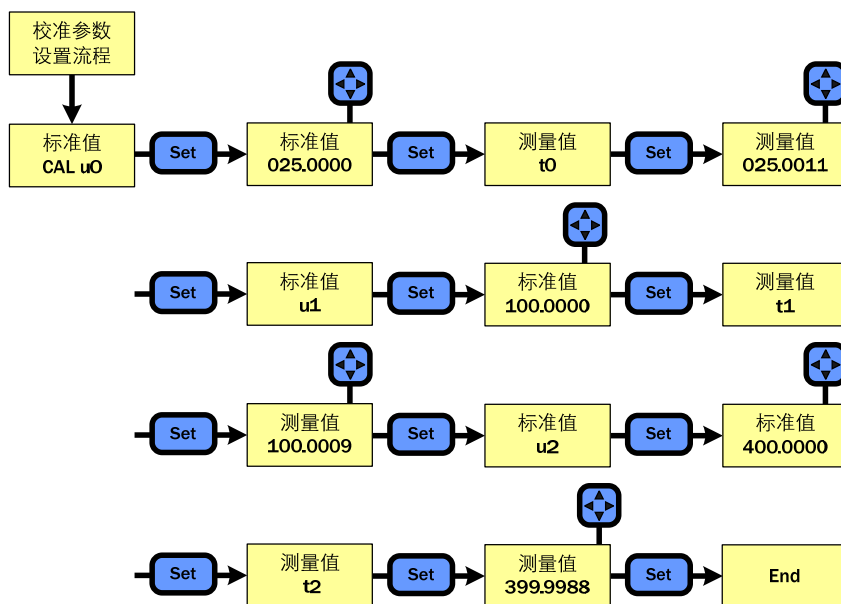 校准参数
设置流程
标准值
CAL u0
Set
标准值
025.0000
Set
测量值
t0
Set
测量值
025.0011
Set
标准值
u1
Set
标准值
100.0000
Set
测量值
t1
Set
测量值
100.0009
Set
标准值
u2
Set
标准值
400.0000
Set
测量值
t2
Set
测量值
399.9988
Set
End